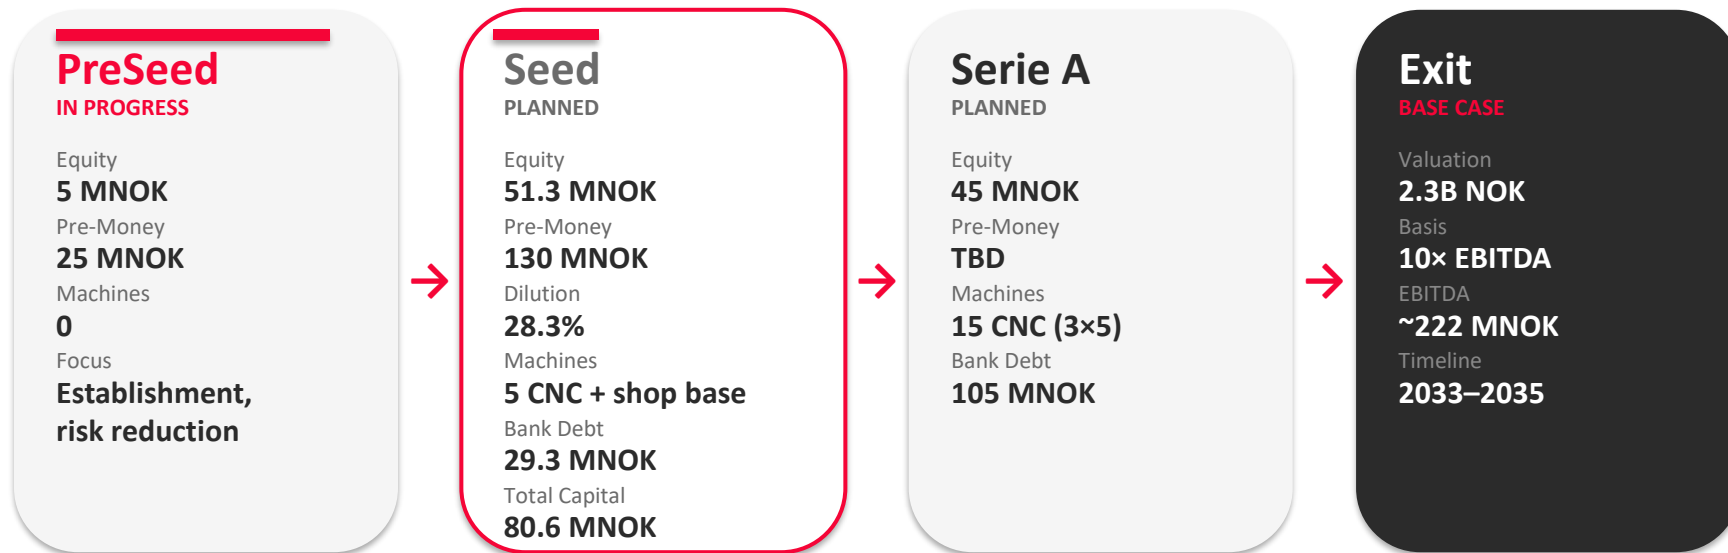 PreSeed
IN PROGRESS
Equity
5 MNOK
Pre-Money
25 MNOK
Machines
0
Focus
Establishment,
risk reduction
Seed
PLANNED
Equity
51.3 MNOK
Pre-Money
130 MNOK
Dilution
28.3%
Machines
5 CNC + shop base
Bank Debt
29.3 MNOK
Total Capital
80.6 MNOK
Serie A
PLANNED
Equity
45 MNOK
Pre-Money
TBD
Machines
15 CNC (3×5)
Bank Debt
105 MNOK
Exit
BASE CASE
Valuation
2.3B NOK
Basis
10× EBITDA
EBITDA
~222 MNOK
Timeline
2033–2035